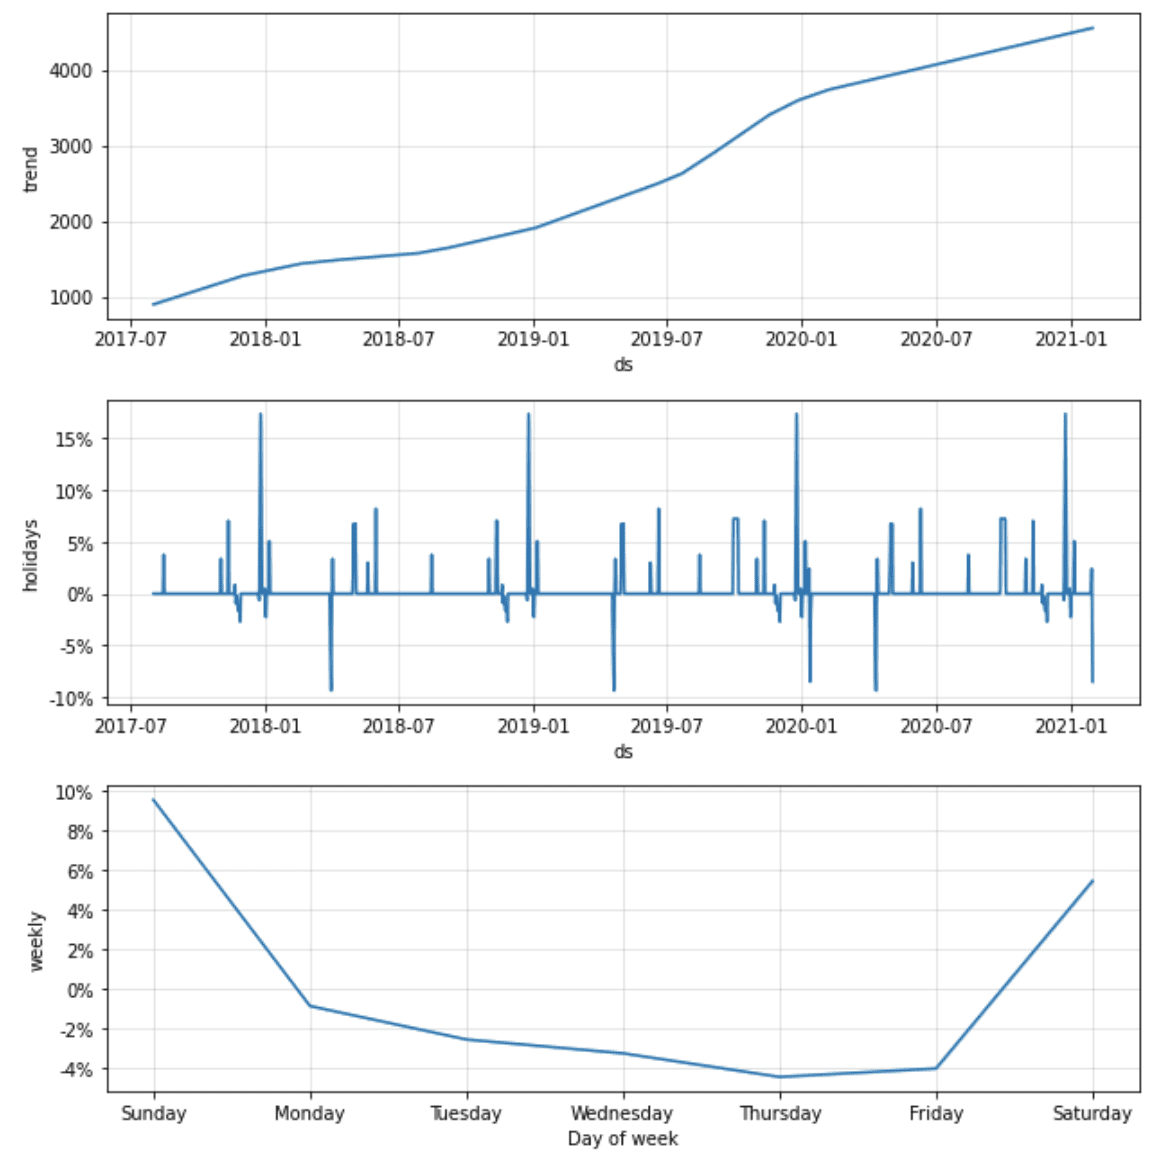 4000
3000
2000
1000
trend
2017-07 2018-01 2018-07 2019-01 2019-07 2020-01 2020-07 2021-01
ds
15%
10%
5%
0%
-5%
-10%
holidays
2017-07 2018-01 2018-07 2019-01 2019-07 2020-01 2020-07 2021-01
ds
10%
8%
6%
4%
2%
0%
-2%
-4%
weekly
Sunday Monday Tuesday Wednesday Thursday Friday Saturday
Day of week